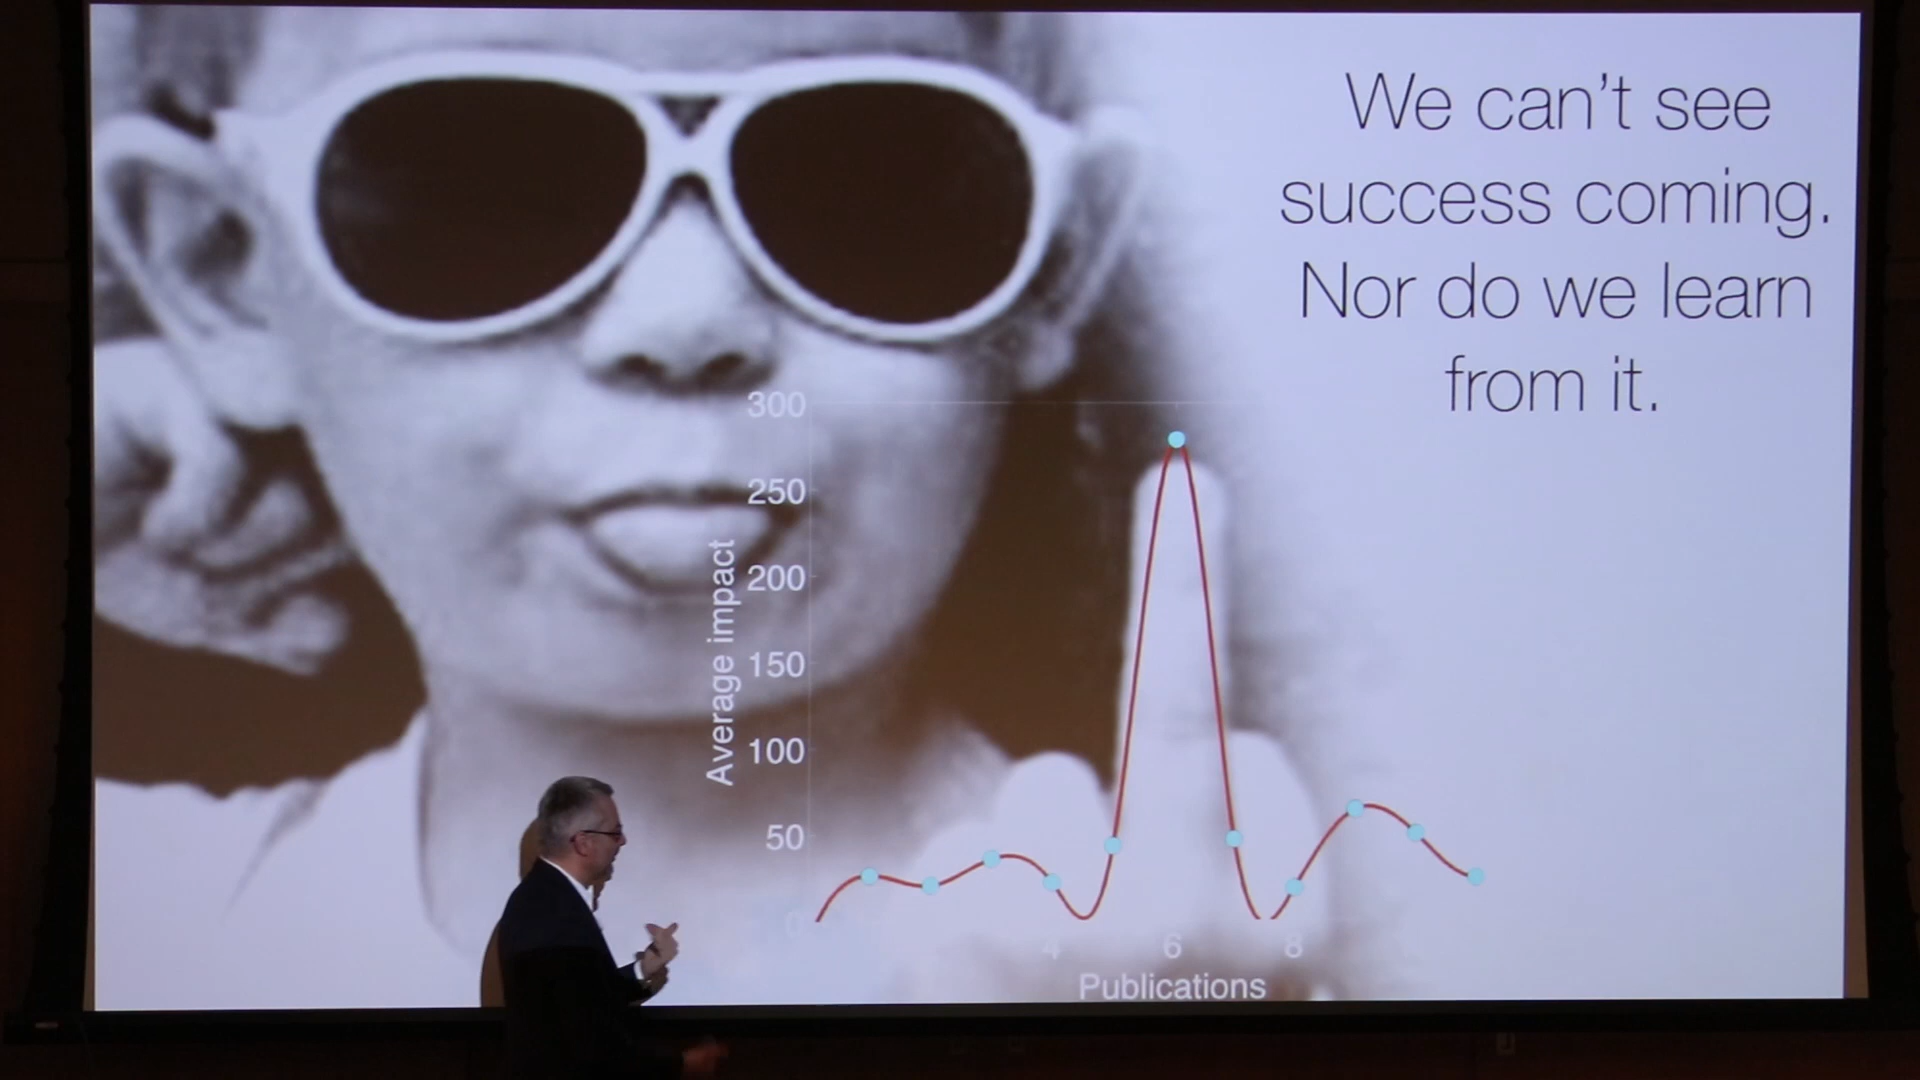 We can't see
success coming.
Nor do we learn
from it.
300
250
200
150
100
50
0
Average impact
4
6
8
Publications